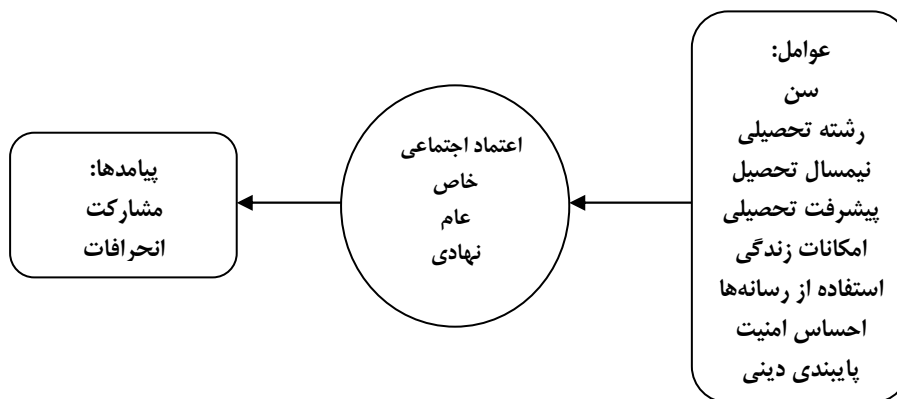 عوامل:
سن
رشته تحصیلی
نیمسال تحصیل
پیشرفت تحصیلی
امکانات زندگی
استفاده از رسانه‌ها
احساس امنیت
پایبندی دینی
اعتماد اجتماعی
خاص
عام
نهادی
پیامدها:
مشارکت
انحرافات